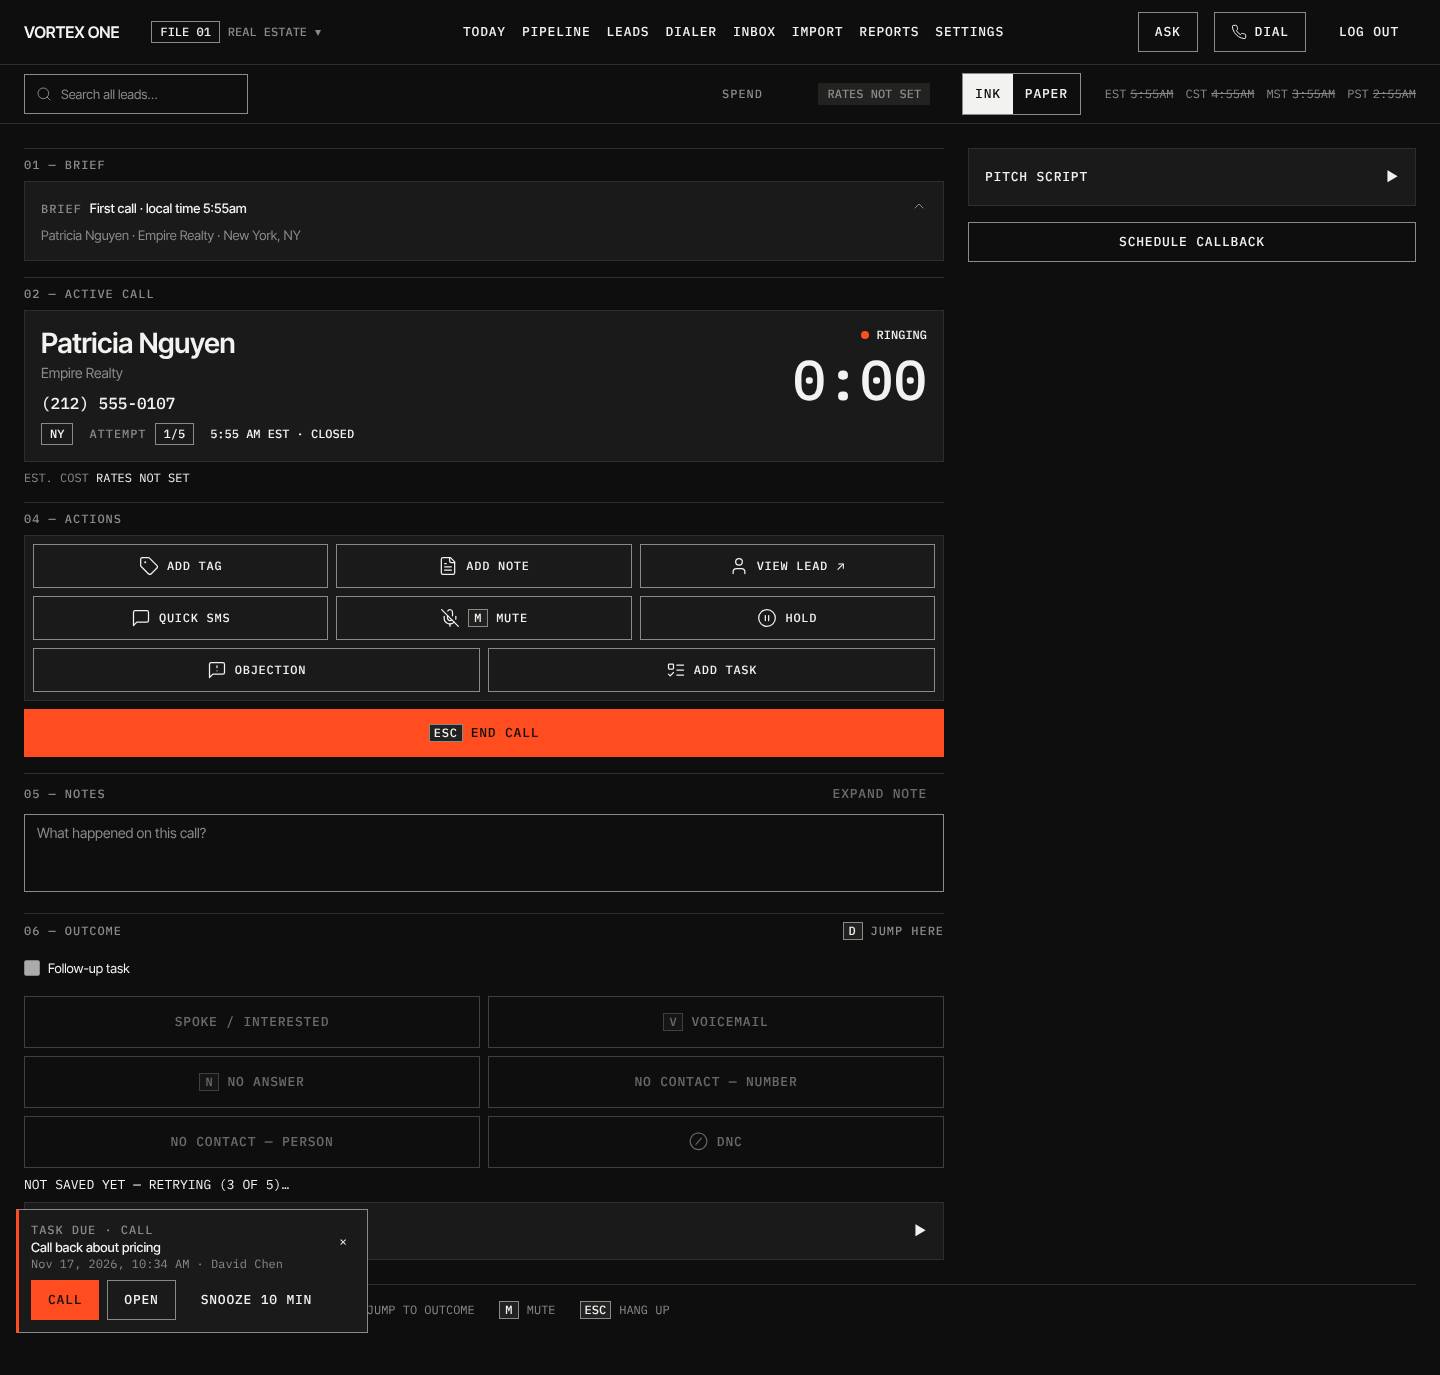 VORTEX ONE FILE 01 REAL ESTATE ▾ TODAY PIPELINE LEADS DIALER INBOX IMPORT REPORTS SETTINGS ASK DIAL LOG OUT
Search all leads... SPEND RATES NOT SET INK PAPER EST 5:55AM CST 4:55AM MST 3:55AM PST 2:55AM
01 — BRIEF
BRIEF First call · local time 5:55am
Patricia Nguyen · Empire Realty · New York, NY
PITCH SCRIPT ▶
SCHEDULE CALLBACK
02 — ACTIVE CALL
Patricia Nguyen
RINGING
Empire Realty
0:00
(212) 555-0107
NY ATTEMPT 1/5 5:55 AM EST · CLOSED
EST. COST RATES NOT SET
04 — ACTIONS
ADD TAG ADD NOTE VIEW LEAD ↗
QUICK SMS M MUTE HOLD
OBJECTION ADD TASK
ESC END CALL
05 — NOTES EXPAND NOTE
What happened on this call?
06 — OUTCOME D JUMP HERE
Follow-up task
SPOKE / INTERESTED V VOICEMAIL
N NO ANSWER NO CONTACT — NUMBER
NO CONTACT — PERSON DNC
NOT SAVED YET — RETRYING (3 OF 5)…
▶
TASK DUE · CALL
Call back about pricing ×
Nov 17, 2026, 10:34 AM · David Chen
CALL OPEN SNOOZE 10 MIN
JUMP TO OUTCOME M MUTE ESC HANG UP